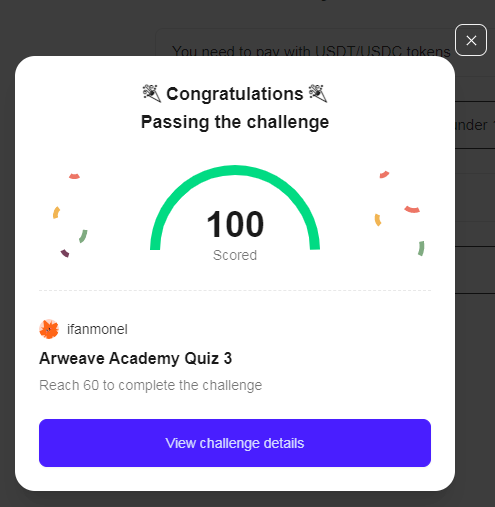 You need to pay with USDT/USDC tokens
Congratulations
Passing the challenge
under
100
Scored
ifanmonel
Arweave Academy Quiz 3
Reach 60 to complete the challenge
View challenge details